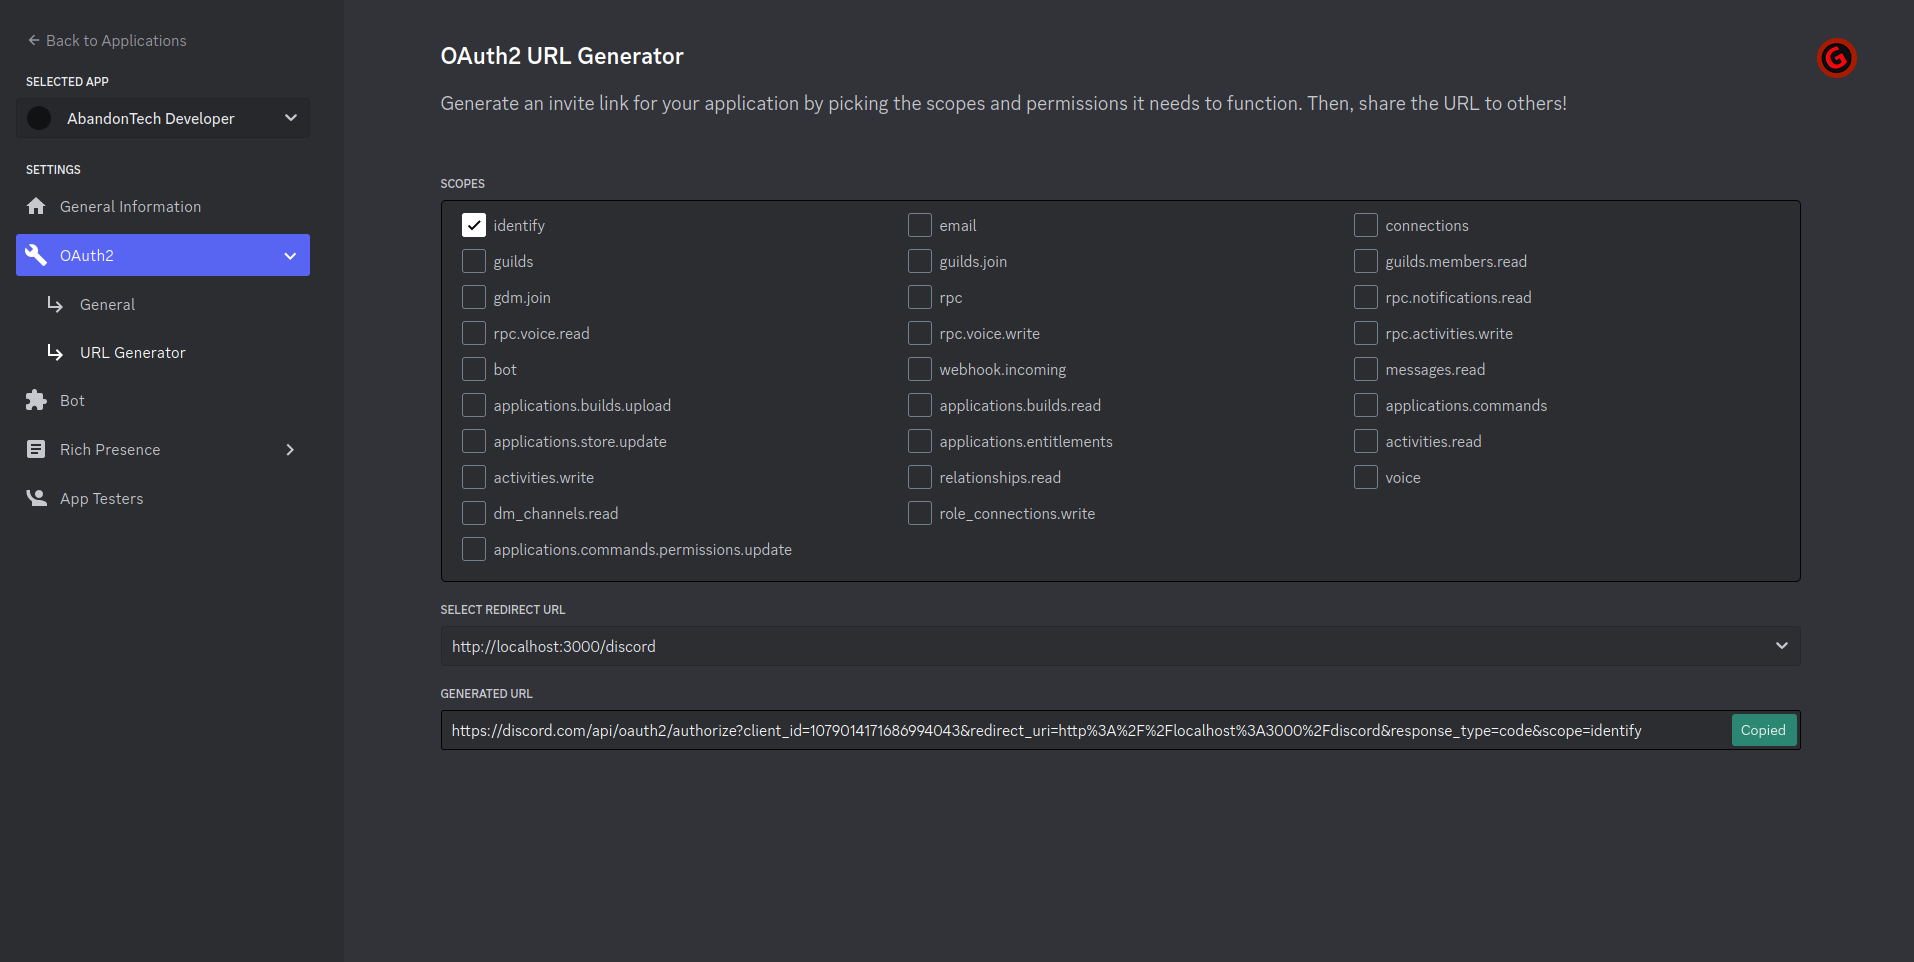 Back to Applications
SELECTED APP
AbandonTech Developer
SETTINGS
General Information
OAuth2
General
URL Generator
Bot
Rich Presence
App Testers
OAuth2 URL Generator
G
Generate an invite link for your application by picking the scopes and permissions it needs to function. Then, share the URL to others!
SCOPES
identify
email
connections
guilds
guilds.join
guilds.members.read
gdm.join
rpc
rpc.notifications.read
rpc.voice.read
rpc.voice.write
rpc.activities.write
bot
webhook.incoming
messages.read
applications.builds.upload
applications.builds.read
applications.commands
applications.store.update
applications.entitlements
activities.read
activities.write
relationships.read
voice
dm_channels.read
role_connections.write
applications.commands.permissions.update
SELECT REDIRECT URL
http://localhost:3000/discord
GENERATED URL
https://discord.com/api/oauth2/authorize?client_id=1079014171686994043&redirect_uri=http%3A%2F%2Flocalhost%3A3000%2Fdiscord&response_type=code&scope=identify
Copied